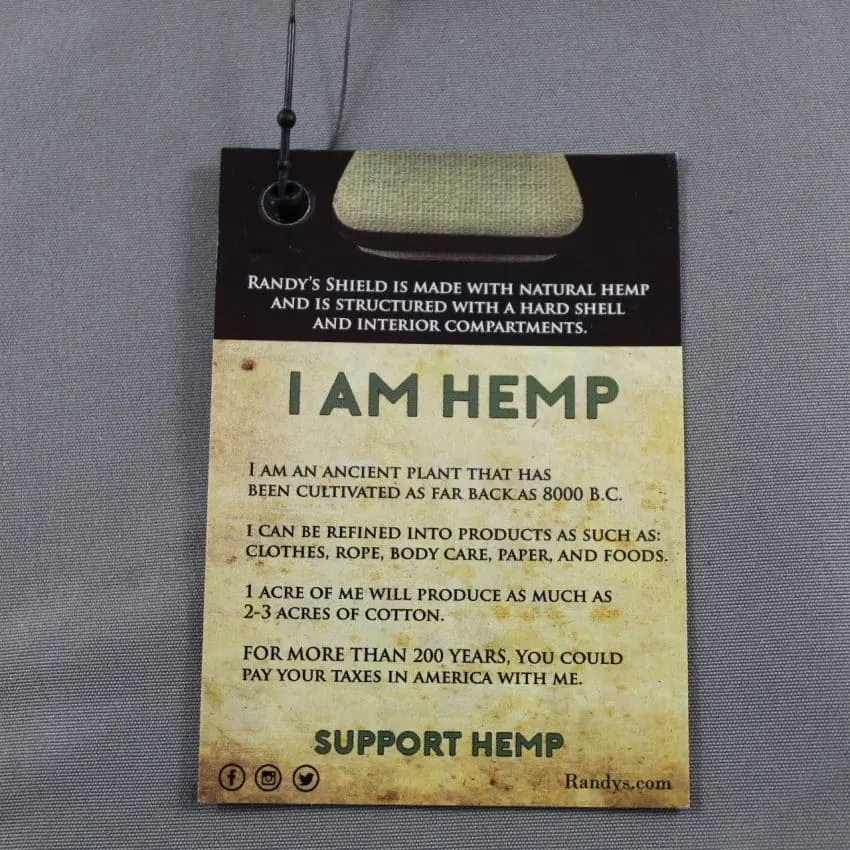 RANDY'S SHIELD IS MADE WITH NATURAL HEMP
AND IS STRUCTURED WITH A HARD SHELL
AND INTERIOR COMPARTMENTS.
I AM HEMP
I AM AN ANCIENT PLANT THAT HAS
BEEN CULTIVATED AS FAR BACK AS 8000 B.C.
I CAN BE REFINED INTO PRODUCTS AS SUCH AS:
CLOTHES, ROPE, BODY CARE, PAPER, AND FOODS.
1 ACRE OF ME WILL PRODUCE AS MUCH AS
2-3 ACRES OF COTTON.
FOR MORE THAN 200 YEARS, YOU COULD
PAY YOUR TAXES IN AMERICA WITH ME.
SUPPORT HEMP
Randys.com